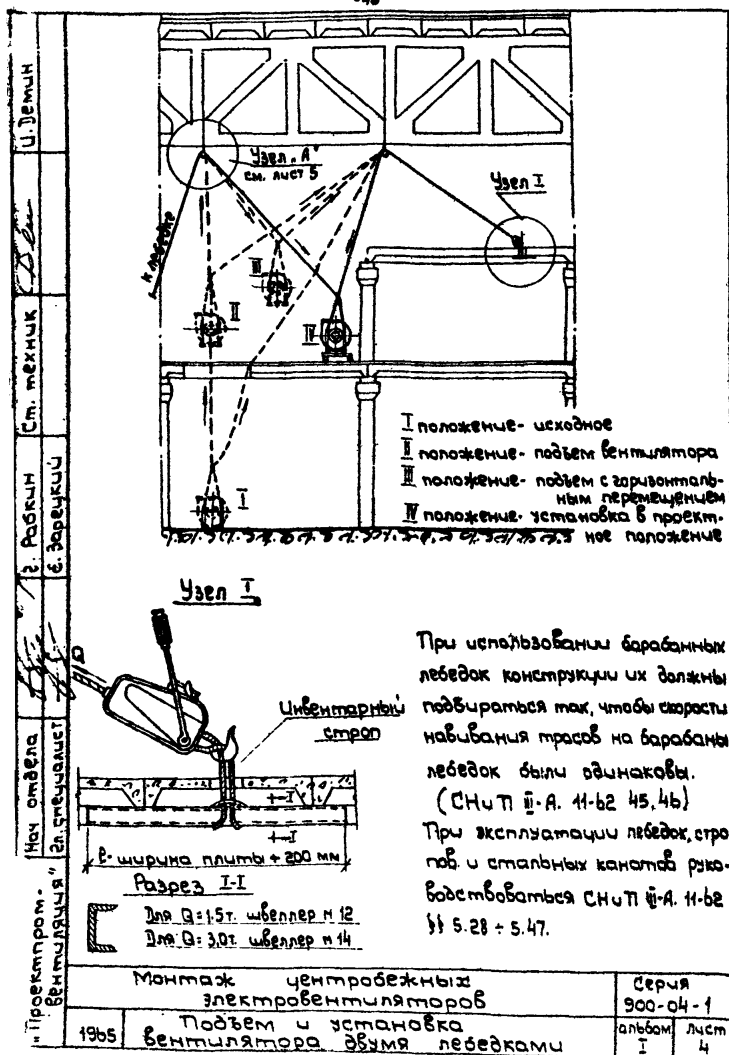 Узел „А"
см. лист 5
Узел I
к лебедке
III
II
IV
I
I положение- исходное
II положение- подъем вентилятора
III положение- подъем с горизонталь-
ным перемещением
IV положение- установка в проект-
ное положение
Узел I
Инвентарный
строп
I
I
ℓ- ширина плиты + 200 мм
Разрез I-I
Для Q=1.5т. швеллер н 12
Для Q=3.0т. швеллер н 14
При использовании барабанных
лебедок конструкции их должны
подбираться так, чтобы скорости
навивания тросов на барабаны
лебедок были одинаковы.
(СНиП III-А. 11-62 45,46)
При эксплуатации лебедок, стро
пов. и стальных канатов руко-
водствоваться СНиП III-А. 11-62
§§ 5.28 ÷ 5.47.
„Проектпром-
вентиляция"
Нач отдела
Гл. специалист
Г. Рабкин
Е. Зарецкий
Ст. техник
И. Демин
Монтаж центробежных
электровентиляторов
Серия
900-04-1
1965
Подъем и установка
вентилятора двумя лебедками
альбом
I
лист
4